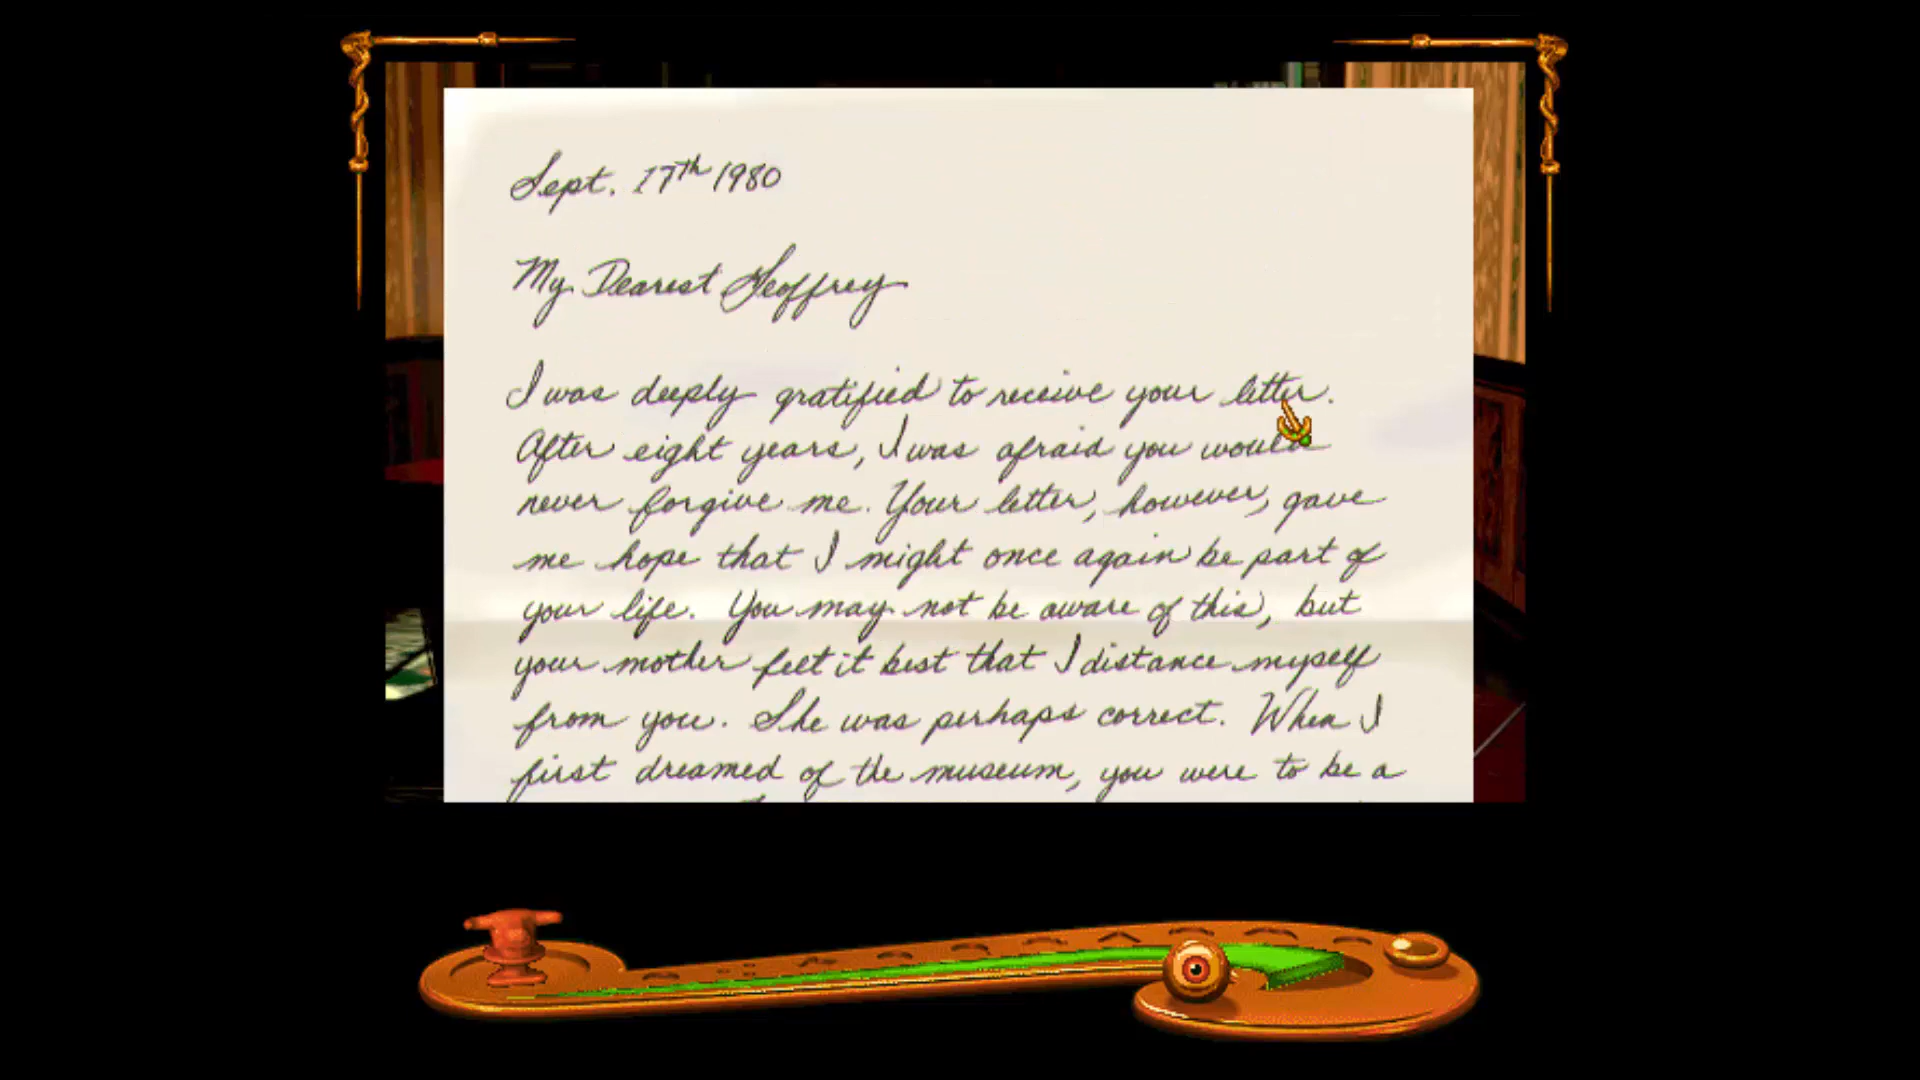 Sept. 17th 1980
My Dearest Geoffrey
I was deeply gratified to receive your letter.
After eight years, I was afraid you would
never forgive me. Your letter, however, gave
me hope that I might once again be part of
your life. You may not be aware of this, but
your mother felt it best that I distance myself
from you. She was perhaps correct. When I
first dreamed of the museum, you were to be a